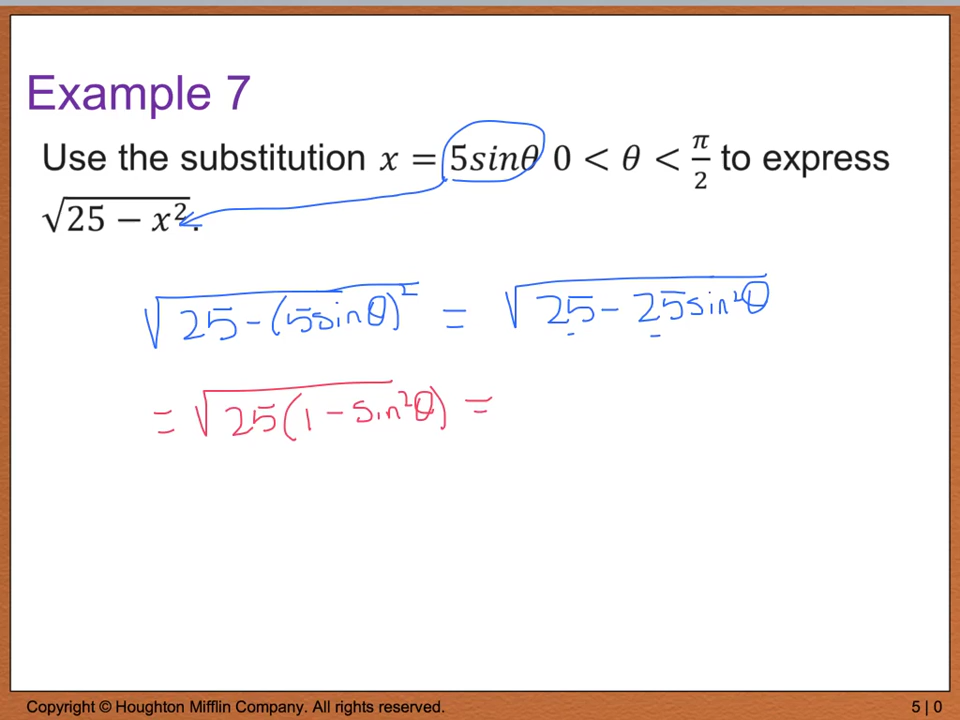 Example 7
Use the substitution x = 5sinθ 0 < θ < π/2 to express
√25 − x².
√25 − (5sinθ)² = √25 − 25sin²θ
= √25(1 − sin²θ) =
Copyright © Houghton Mifflin Company. All rights reserved. 5 | 0